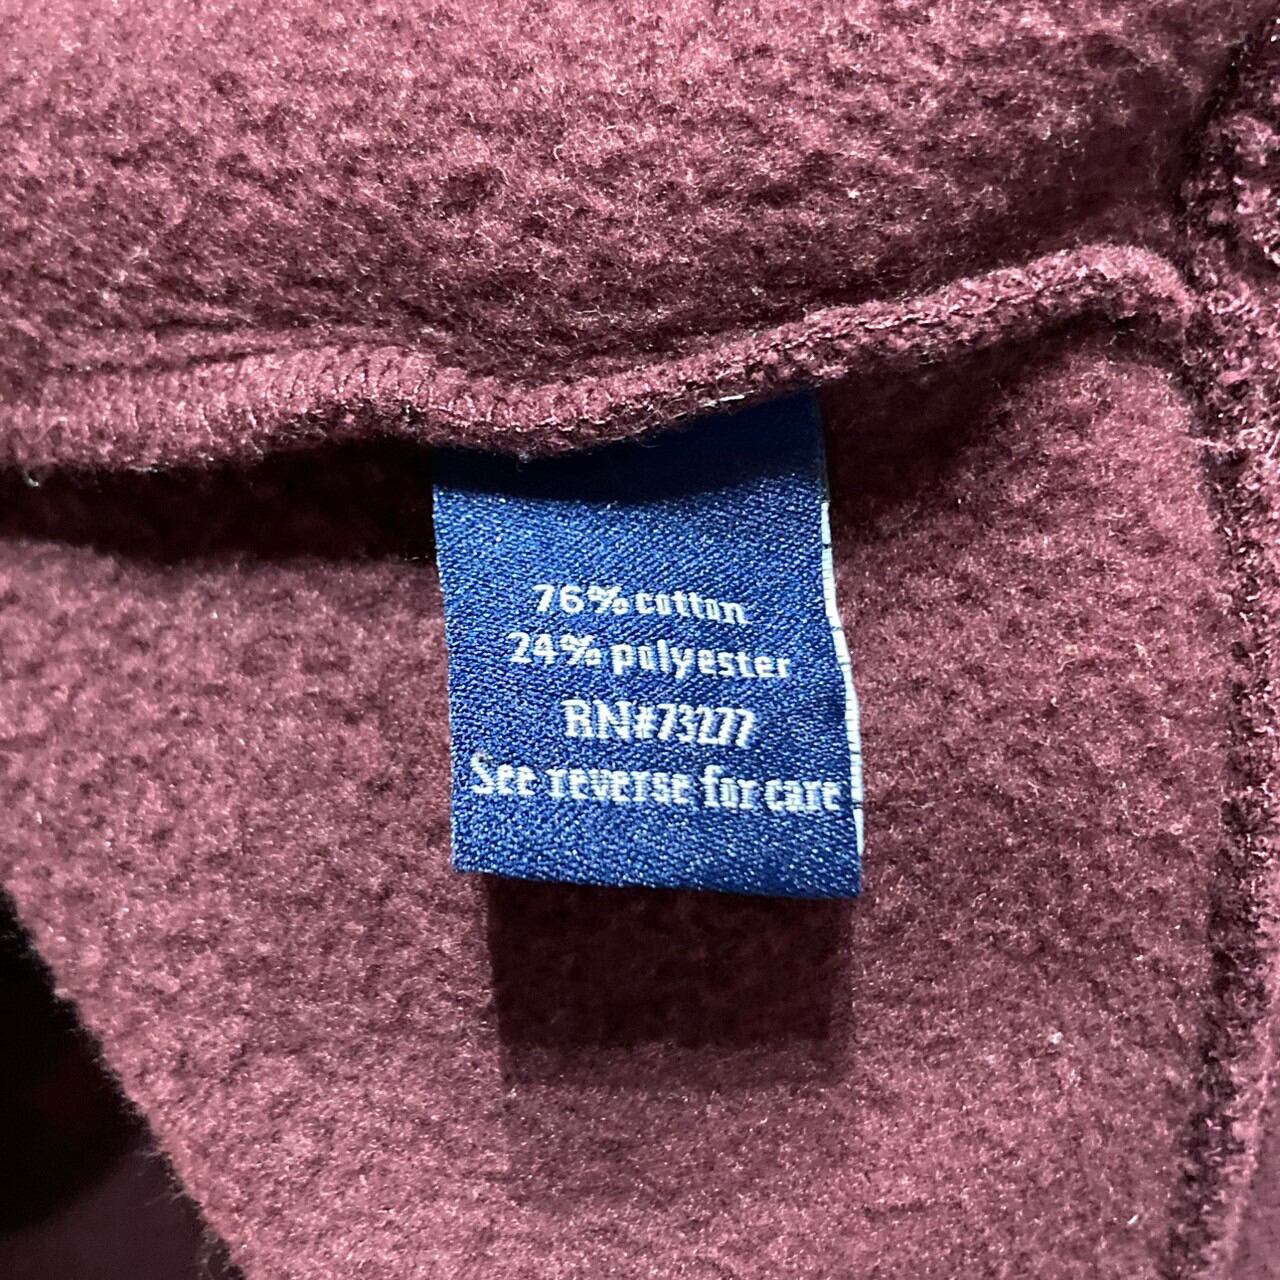 76% cotton
24% polyester
RN#73277
See reverse for care